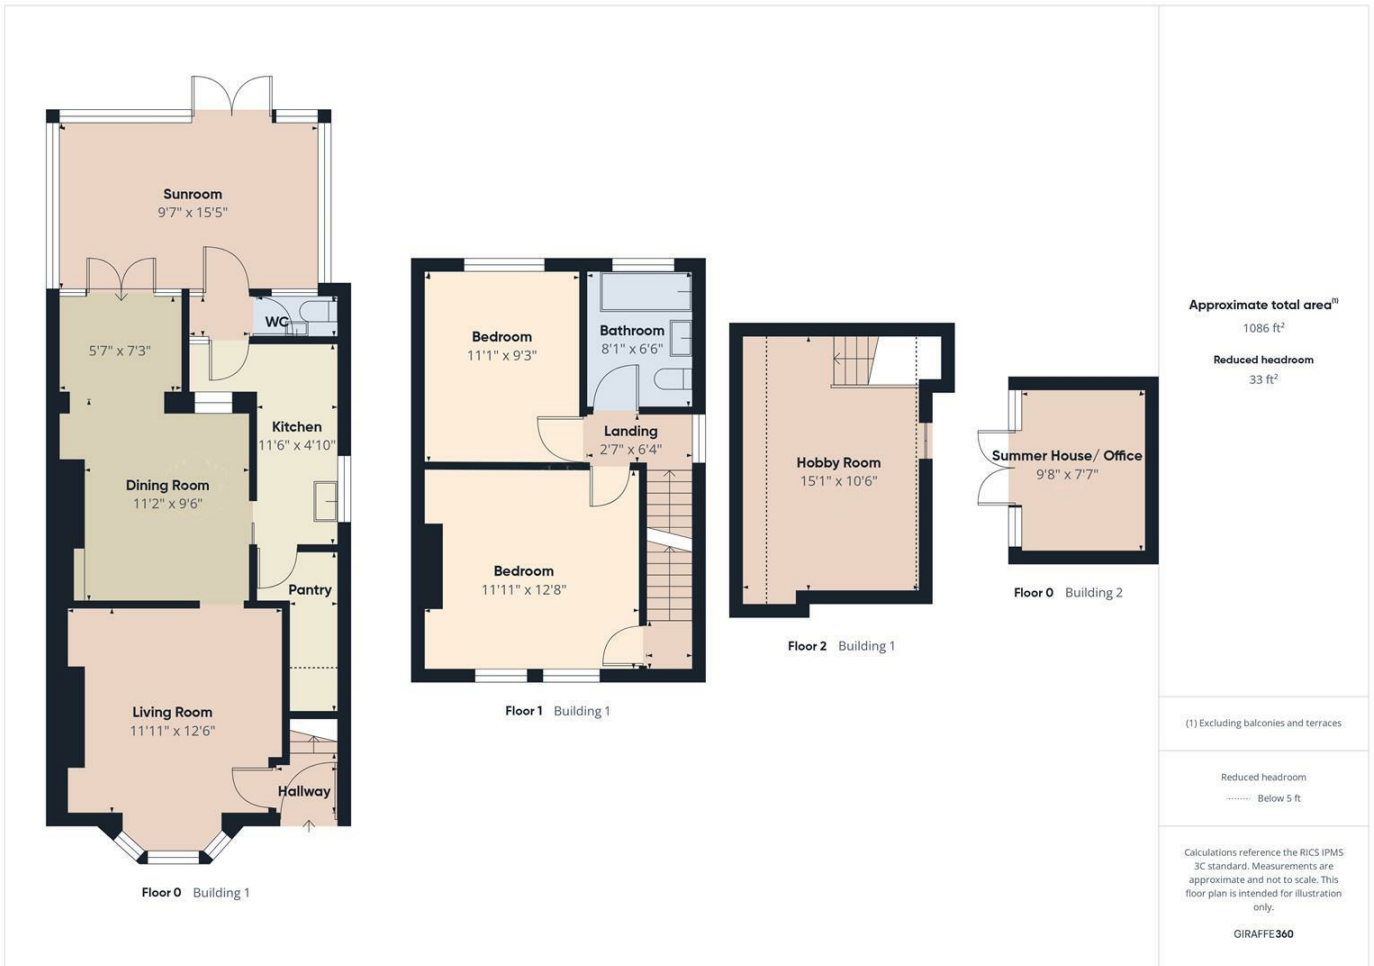 Sunroom
9'7" x 15'5"
WC
5'7" x 7'3"
Kitchen
11'6" x 4'10"
Dining Room
11'2" x 9'6"
Pantry
Living Room
11'11" x 12'6"
Hallway
Floor 0 Building 1
Bedroom
11'1" x 9'3"
Bathroom
8'1" x 6'6"
Landing
2'7" x 6'4"
Bedroom
11'11" x 12'8"
Floor 1 Building 1
Hobby Room
15'1" x 10'6"
Floor 2 Building 1
Summer House/ Office
9'8" x 7'7"
Floor 0 Building 2
Approximate total area(1)
1086 ft²
Reduced headroom
33 ft²
(1) Excluding balconies and terraces
Reduced headroom
Below 5 ft
Calculations reference the RICS IPMS
3C standard. Measurements are
approximate and not to scale. This
floor plan is intended for illustration
only.
GIRAFFE360